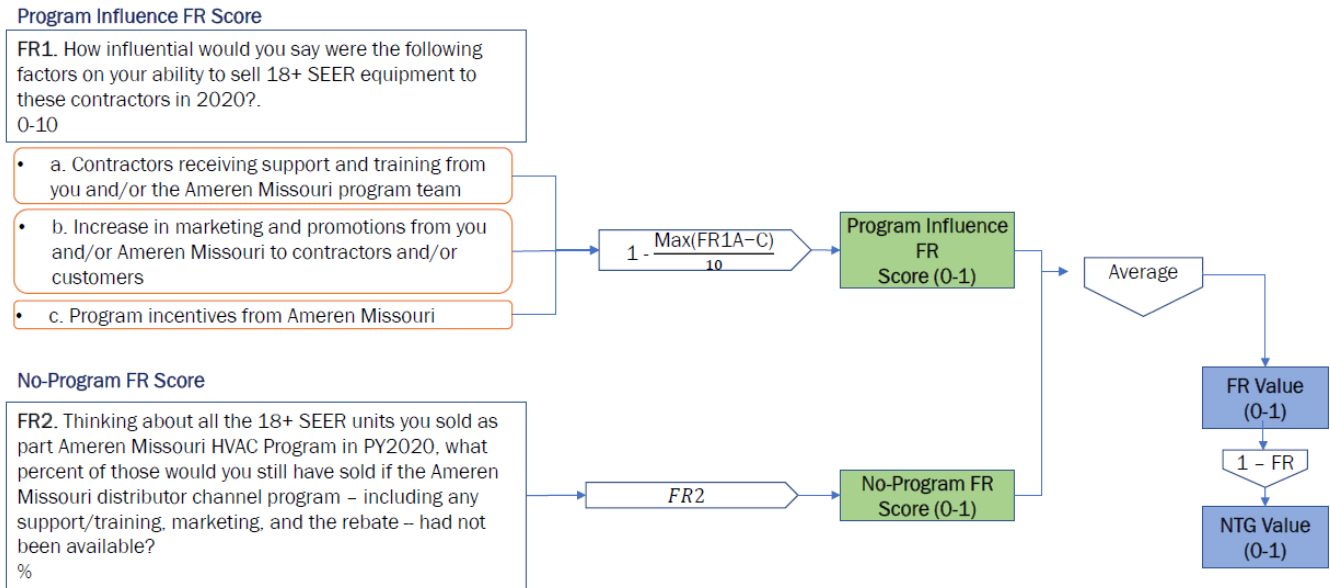 Program Influence FR Score
FR1. How influential would you say were the following
factors on your ability to sell 18+ SEER equipment to
these contractors in 2020?.
0-10
• a. Contractors receiving support and training from
you and/or the Ameren Missouri program team
• b. Increase in marketing and promotions from you
and/or Ameren Missouri to contractors and/or
customers
• c. Program incentives from Ameren Missouri
1 - Max(FR1A–C)
10
Program Influence
FR
Score (0-1)
Average
No-Program FR Score
FR2. Thinking about all the 18+ SEER units you sold as
part Ameren Missouri HVAC Program in PY2020, what
percent of those would you still have sold if the Ameren
Missouri distributor channel program – including any
support/training, marketing, and the rebate – had not
been available?
%
FR2
No-Program FR
Score (0-1)
FR Value
(0-1)
1 – FR
NTG Value
(0-1)